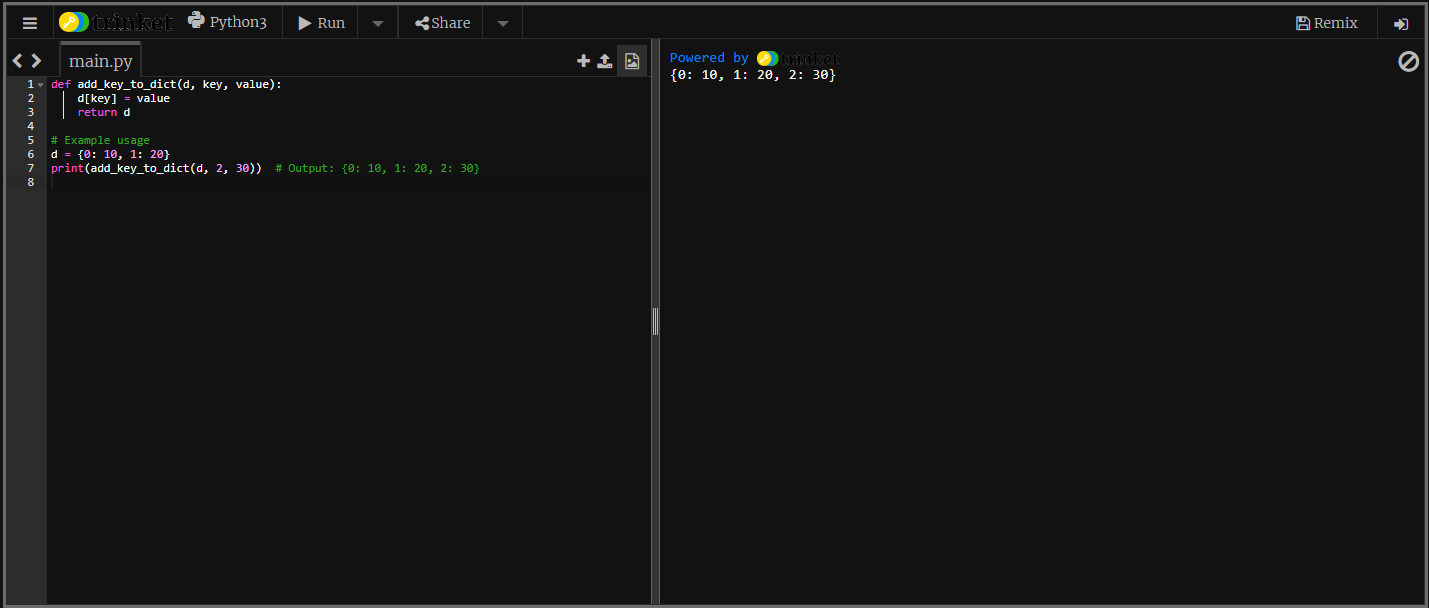 trinket Python3 Run Share Remix
main.py
1 def add_key_to_dict(d, key, value):
2     d[key] = value
3     return d
4
5 # Example usage
6 d = {0: 10, 1: 20}
7 print(add_key_to_dict(d, 2, 30))  # Output: {0: 10, 1: 20, 2: 30}
8
Powered by trinket
{0: 10, 1: 20, 2: 30}